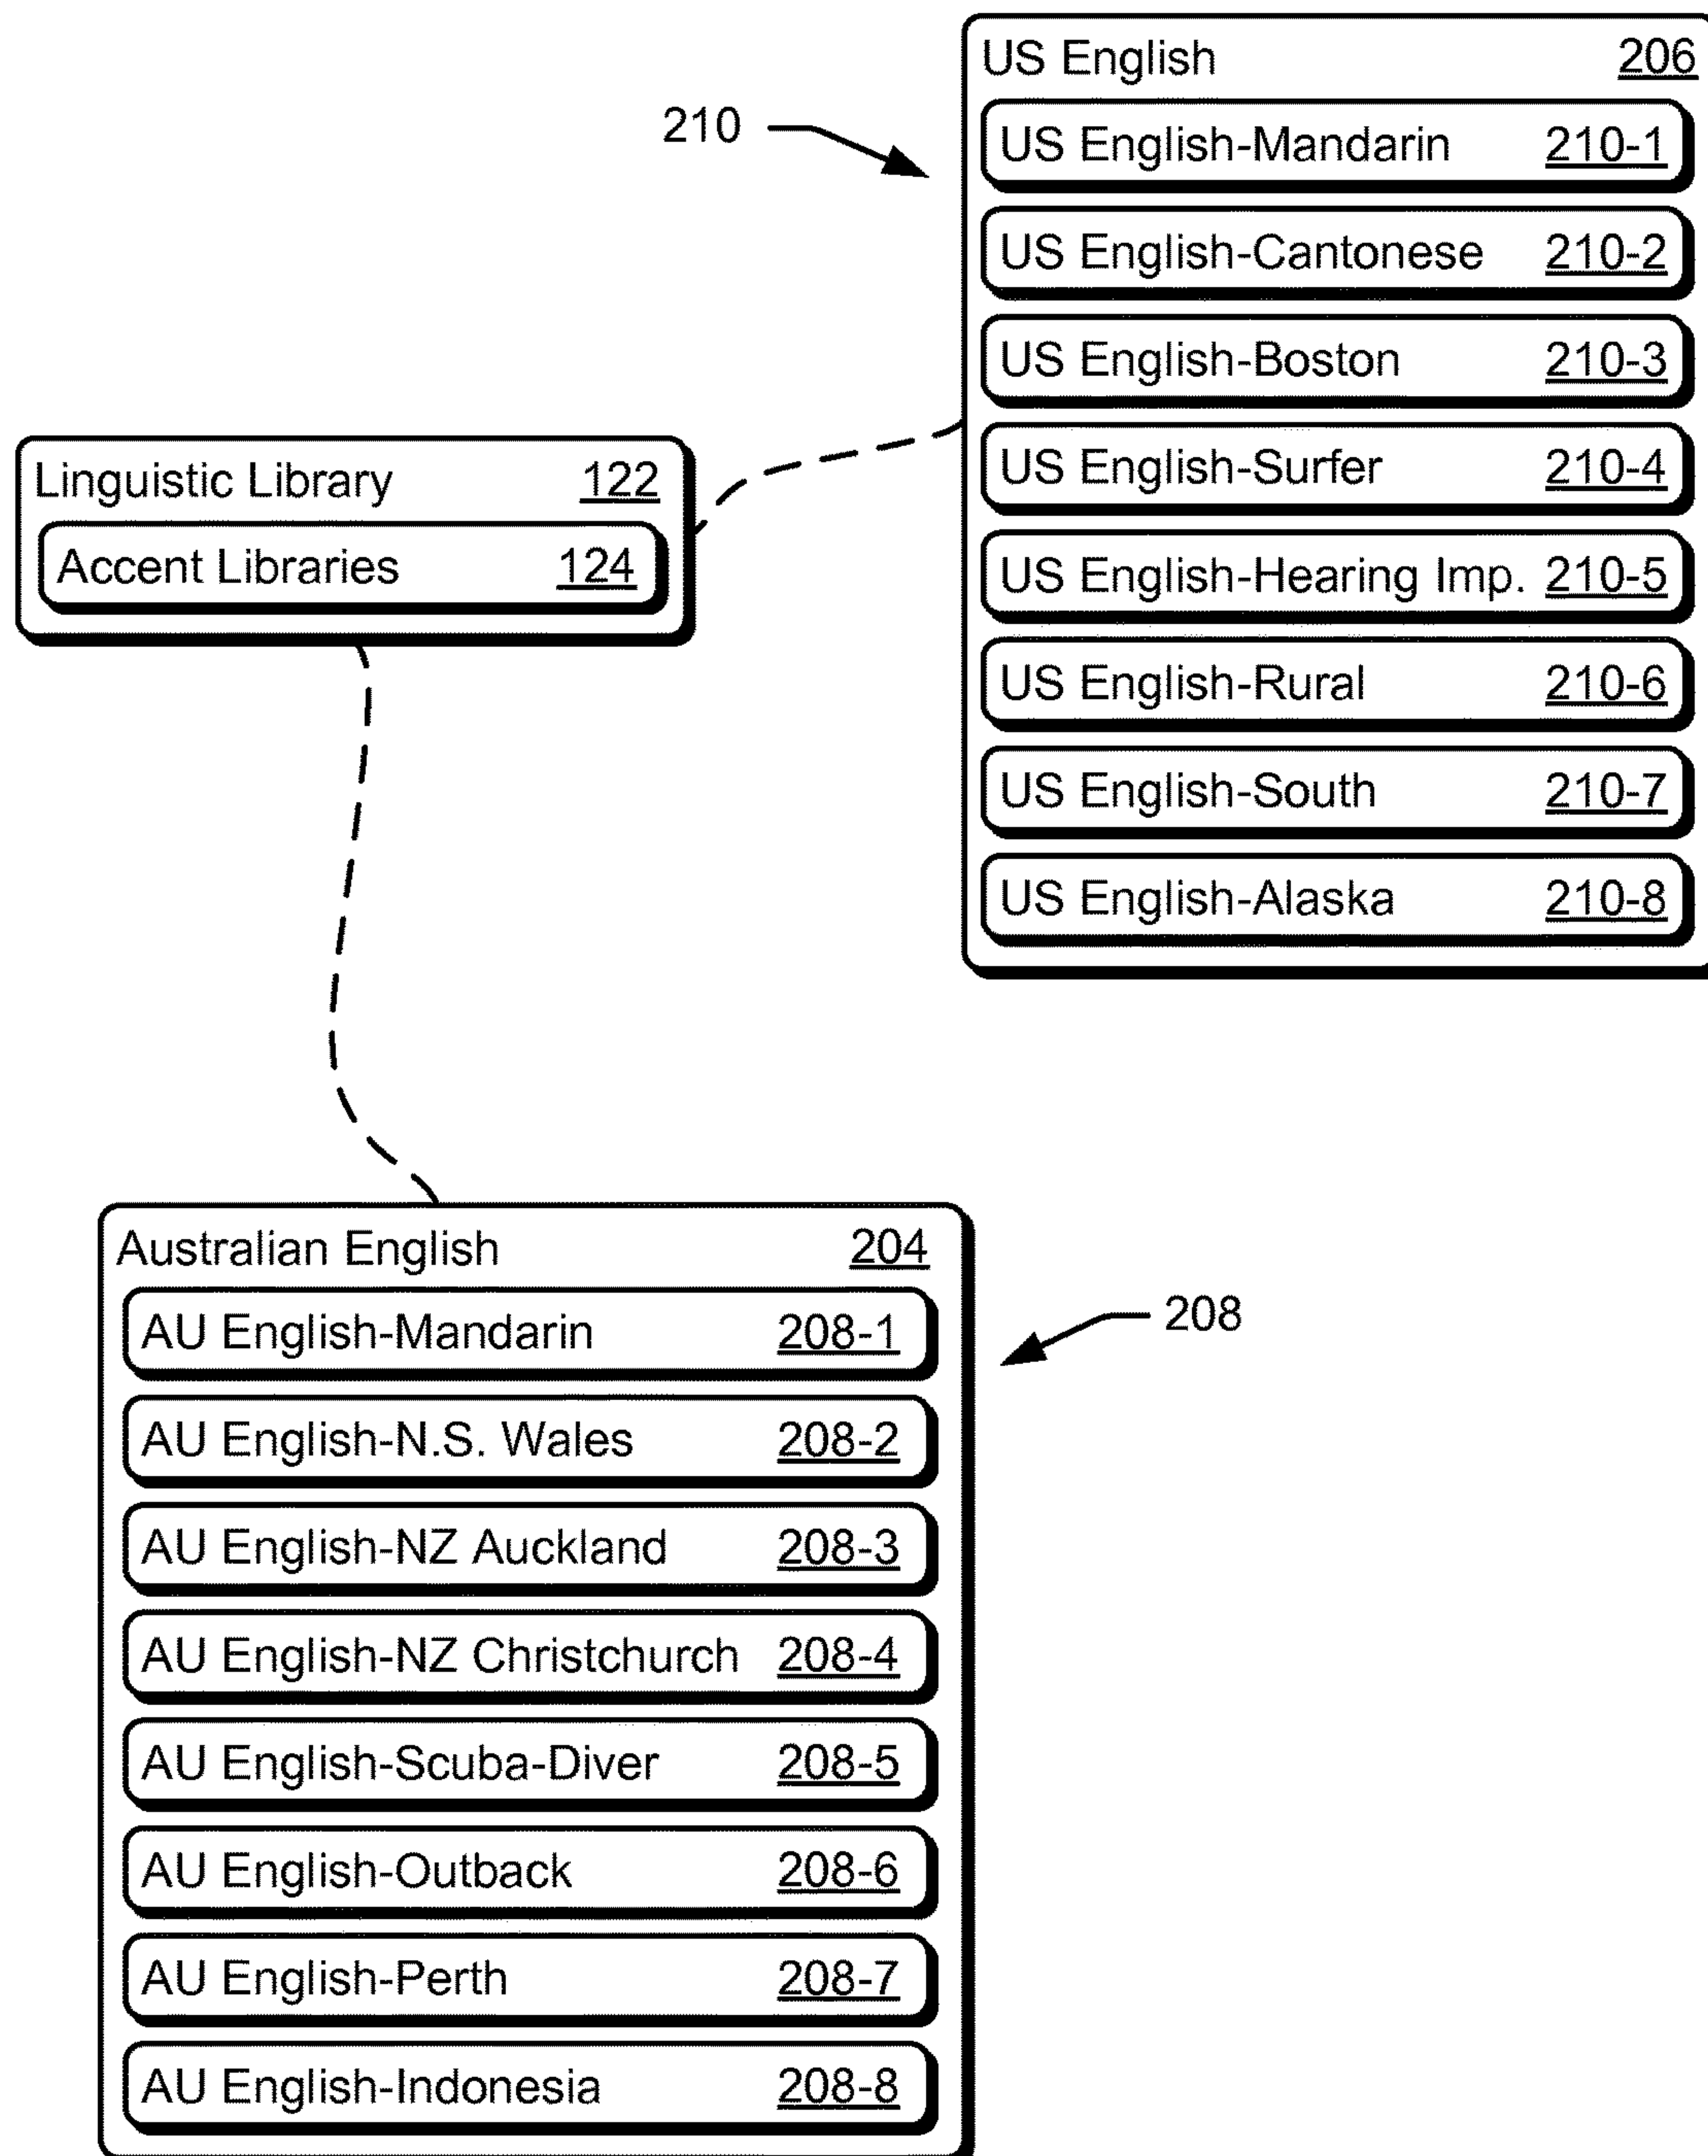 US English 206
210
US English-Mandarin 210-1
US English-Cantonese 210-2
US English-Boston 210-3
US English-Surfer 210-4
US English-Hearing Imp. 210-5
US English-Rural 210-6
US English-South 210-7
US English-Alaska 210-8
Linguistic Library 122
Accent Libraries 124
Australian English 204
208
AU English-Mandarin 208-1
AU English-N.S. Wales 208-2
AU English-NZ Auckland 208-3
AU English-NZ Christchurch 208-4
AU English-Scuba-Diver 208-5
AU English-Outback 208-6
AU English-Perth 208-7
AU English-Indonesia 208-8